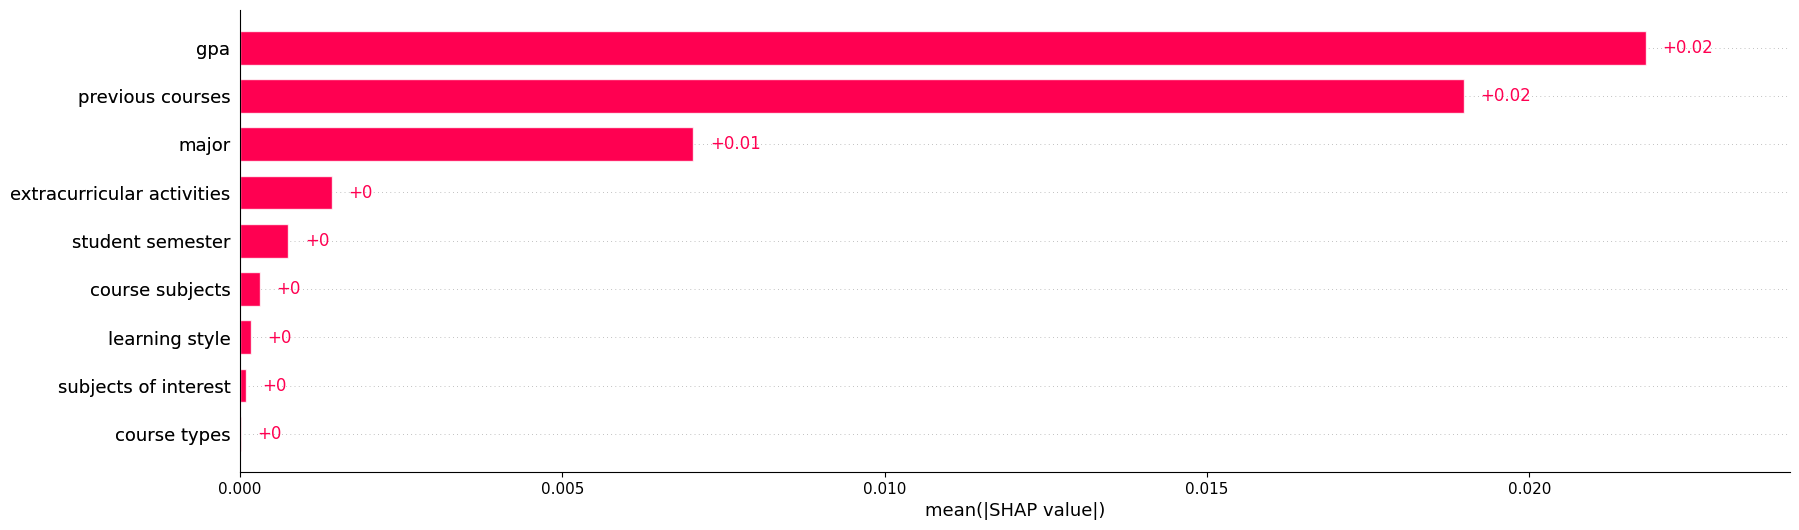 gpa +0.02
previous courses +0.02
major +0.01
extracurricular activities +0
student semester +0
course subjects +0
learning style +0
subjects of interest +0
course types +0
0.000 0.005 0.010 0.015 0.020
mean(|SHAP value|)